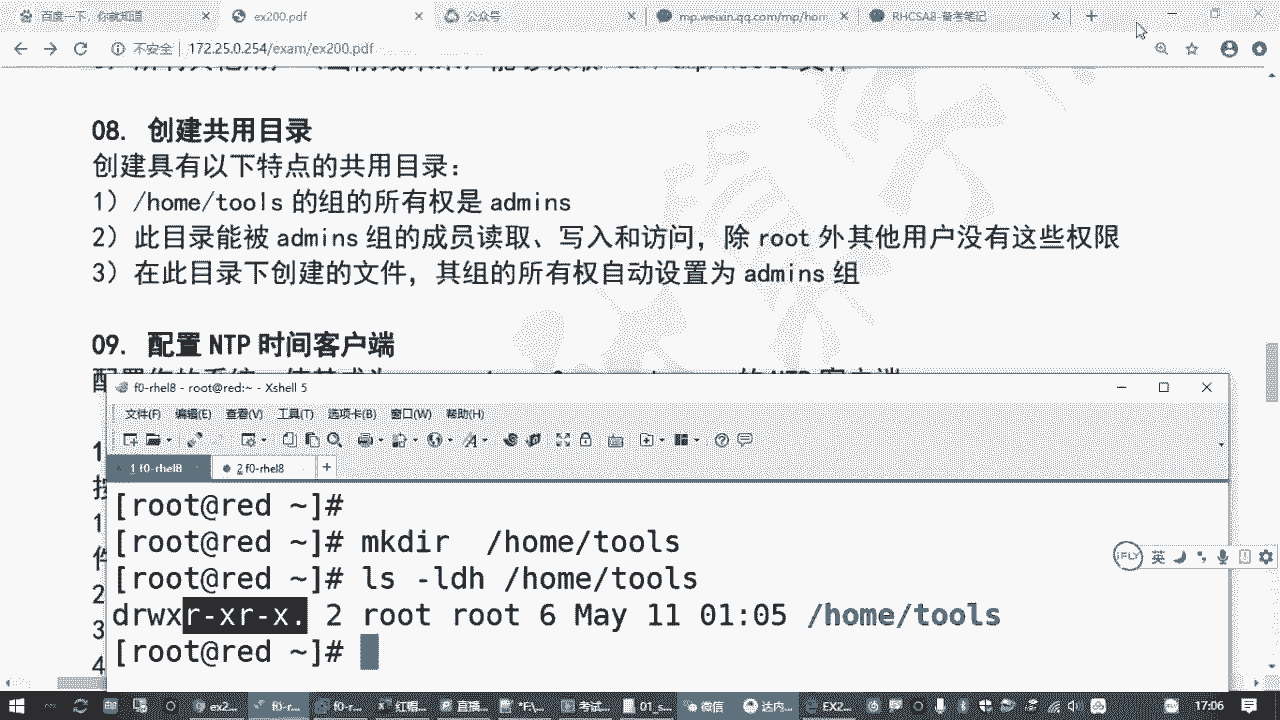 百度一下，你就知道
ex200.pdf
公众号
mp.weixin.qq.com/mp/hom
RHCSA8-备考笔记
不安全 172.25.0.254/exam/ex200.pdf
08. 创建共用目录
创建具有以下特点的共用目录：
1）/home/tools 的组的所有权是 admins
2）此目录能被 admins 组的成员读取、写入和访问，除 root 外其他用户没有这些权限
3）在此目录下创建的文件，其组的所有权自动设置为 admins 组
09. 配置 NTP 时间客户端
f0-rhel8 - root@red:~ - Xshell 5
文件(F) 编辑(E) 查看(V) 工具(T) 选项卡(B) 窗口(W) 帮助(H)
1 f0-rhel8
2 f0-rhel8
[root@red ~]#
[root@red ~]# mkdir  /home/tools
[root@red ~]# ls -ldh /home/tools
drwxr-xr-x. 2 root root 6 May 11 01:05 /home/tools
[root@red ~]#
iFLY 英
ex2...
f0-r...
f0-r...
红帽...
直播...
*F\...
考试...
01_s...
微信
达内...
EX2...
17:06